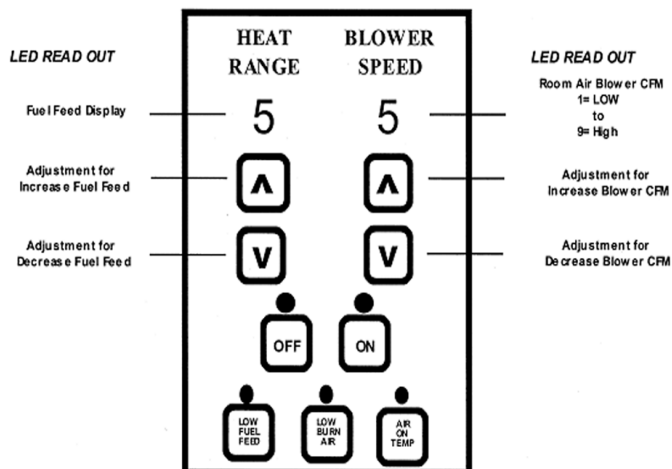 LED READ OUT
Fuel Feed Display
Adjustment for
Increase Fuel Feed
Adjustment for
Decrease Fuel Feed
HEAT
RANGE
BLOWER
SPEED
5
5
ʌ
ʌ
v
v
OFF
ON
LOW
FUEL
FEED
LOW
BURN
AIR
AIR
ON
TEMP
LED READ OUT
Room Air Blower CFM
1= LOW
to
9= High
Adjustment for
Increase Blower CFM
Adjustment for
Decrease Blower CFM